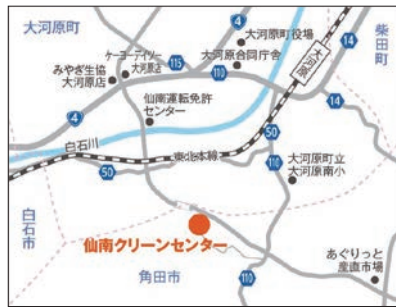 大河原町
4
大河原町役場
柴田町
14
ケーヨーデイツー
大河原店
115
大河原合同庁舎
大河原
みやぎ生協
大河原店
110
14
仙南運転免許
センター
4
50
白石川
東北本線
50
110
大河原町立
大河原南小
白石市
仙南クリーンセンター
角田市
あぐりっと
産直市場
110